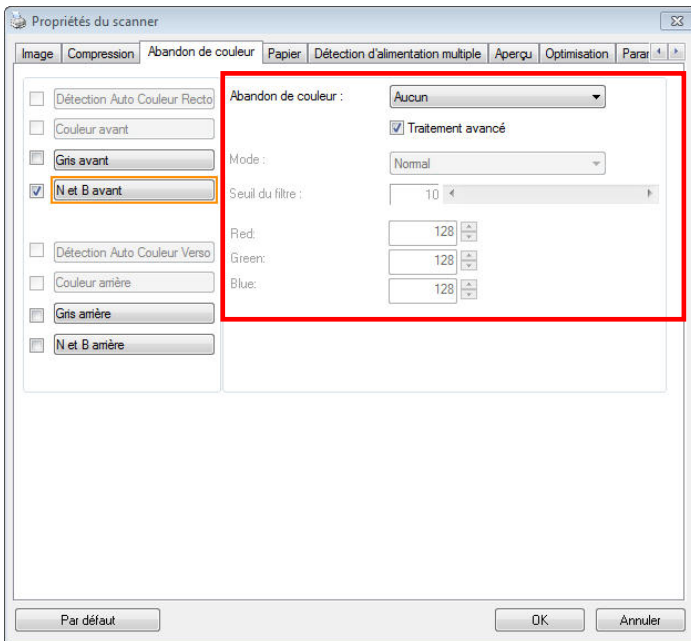 Propriétés du scanner
Image Compression Abandon de couleur Papier Détection d'alimentation multiple Aperçu Optimisation Parar
Détection Auto Couleur Recto
Couleur avant
Gris avant
N et B avant
Détection Auto Couleur Verso
Couleur arrière
Gris arrière
N et B arrière
Abandon de couleur : Aucun
Traitement avancé
Mode : Normal
Seuil du filtre : 10
Red: 128
Green: 128
Blue: 128
Par défaut OK Annuler